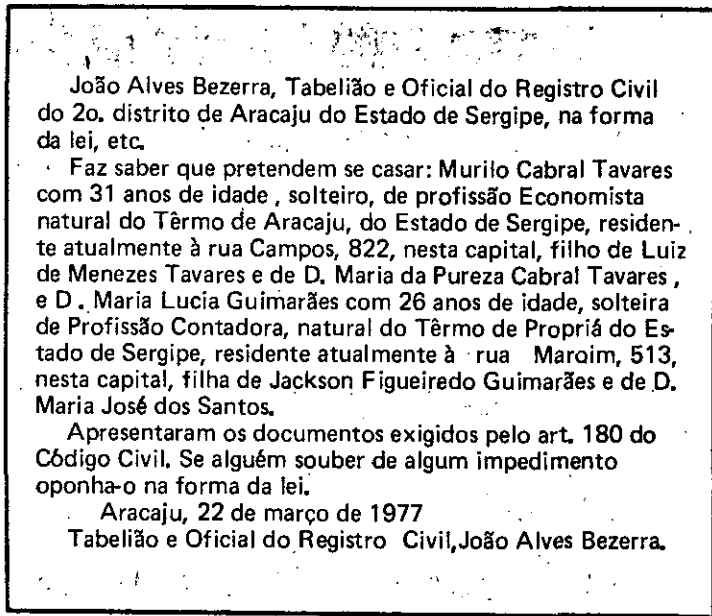 João Alves Bezerra, Tabelião e Oficial do Registro Civil
do 2o. distrito de Aracaju do Estado de Sergipe, na forma
da lei, etc.
Faz saber que pretendem se casar: Murilo Cabral Tavares
com 31 anos de idade , solteiro, de profissão Economista
natural do Têrmo de Aracaju, do Estado de Sergipe, residen-
te atualmente à rua Campos, 822, nesta capital, filho de Luiz
de Menezes Tavares e de D. Maria da Pureza Cabral Tavares ,
e D . Maria Lucia Guimarães com 26 anos de idade, solteira
de Profissão Contadora, natural do Têrmo de Propriá do Es-
tado de Sergipe, residente atualmente à rua Maroim, 513,
nesta capital, filha de Jackson Figueiredo Guimarães e de D.
Maria José dos Santos.
Apresentaram os documentos exigidos pelo art. 180 do
Código Civil. Se alguém souber de algum impedimento
oponha-o na forma da lei.
Aracaju, 22 de março de 1977
Tabelião e Oficial do Registro Civil,João Alves Bezerra.